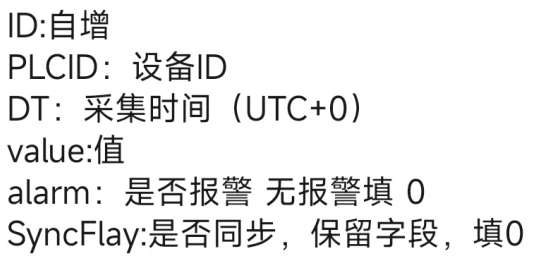 ID:自增
PLCID：设备ID
DT：采集时间（UTC+0）
value:值
alarm：是否报警 无报警填 0
SyncFlay:是否同步，保留字段，填0